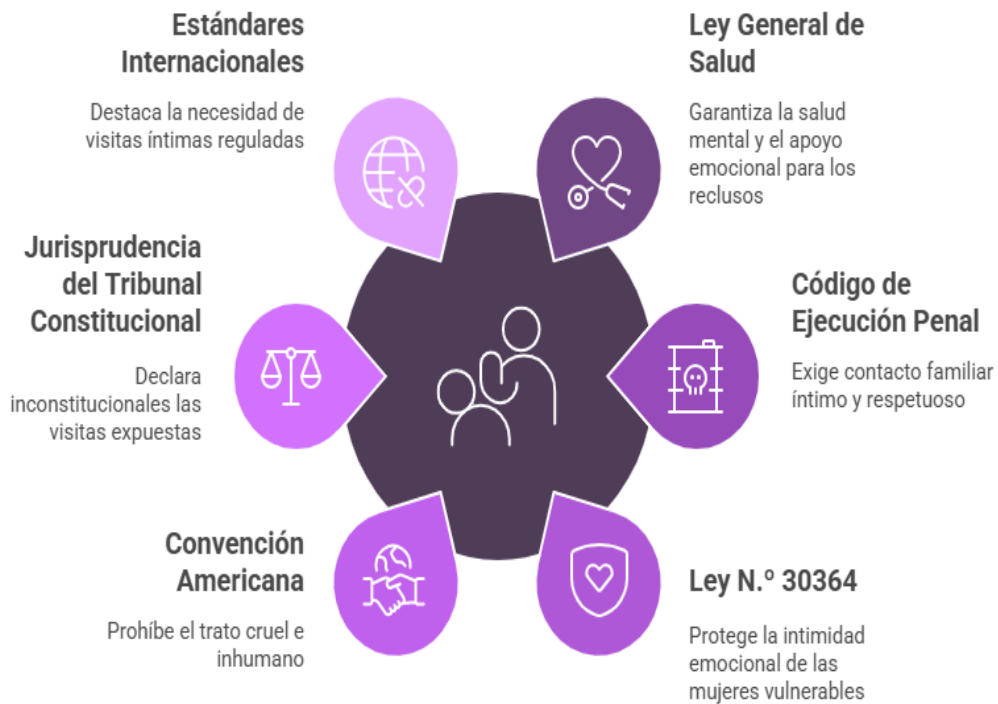 Estándares
Internacionales
Destaca la necesidad de
visitas íntimas reguladas
Ley General de
Salud
Garantiza la salud
mental y el apoyo
emocional para los
reclusos
Jurisprudencia
del Tribunal
Constitucional
Declara
inconstitucionales las
visitas expuestas
Código de
Ejecución Penal
Exige contacto familiar
íntimo y respetuoso
Convención
Americana
Prohíbe el trato cruel e
inhumano
Ley N.º 30364
Protege la intimidad
emocional de las
mujeres vulnerables